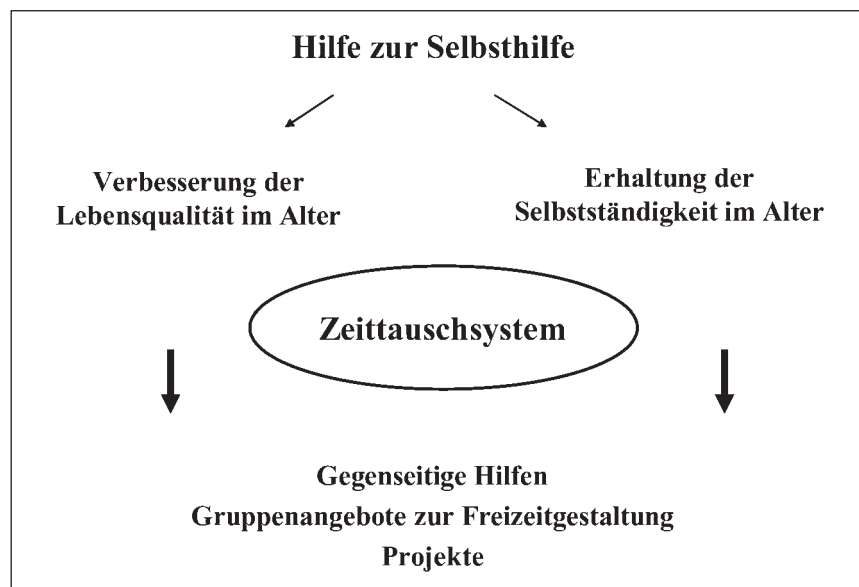 Hilfe zur Selbsthilfe
Verbesserung der
Lebensqualität im Alter
Erhaltung der
Selbstständigkeit im Alter
Zeittauschsystem
Gegenseitige Hilfen
Gruppenangebote zur Freizeitgestaltung
Projekte